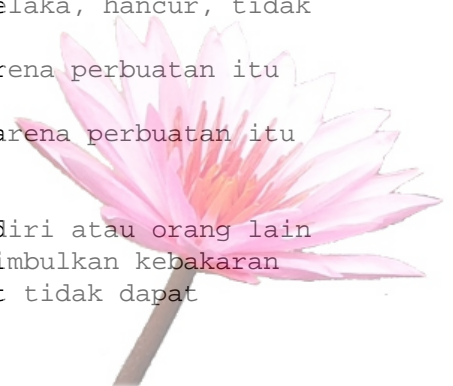 elaka, hancur, tidak
rena perbuatan itu
arena perbuatan itu
diri atau orang lain
imbulkan kebakaran
t tidak dapat